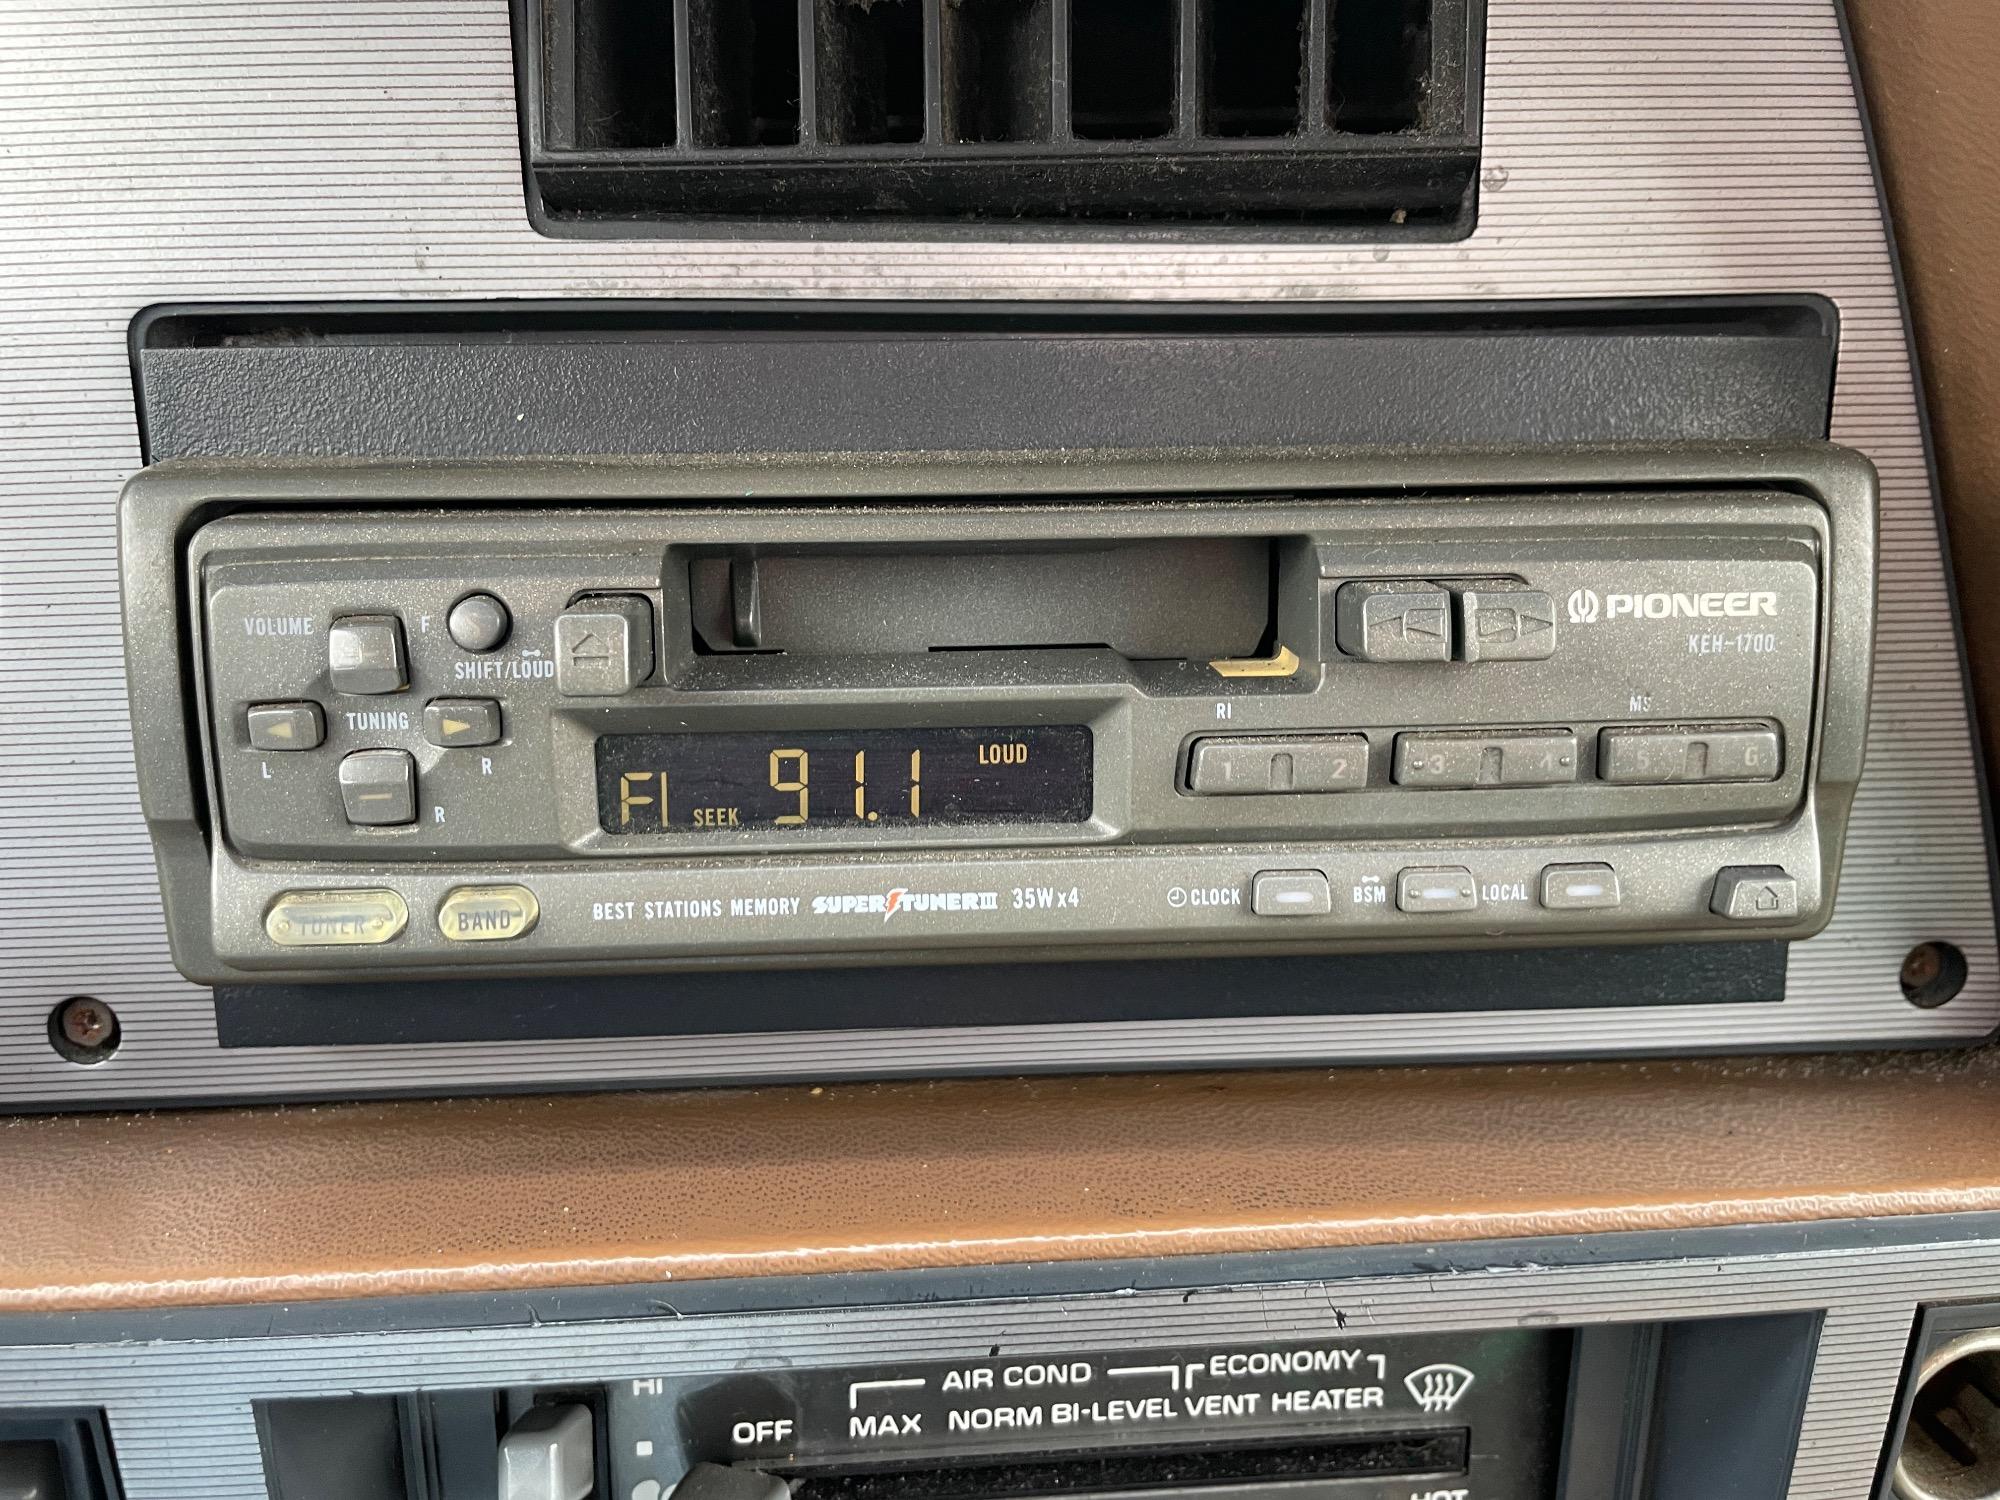 VOLUME
F
SHIFT/LOUD
TUNING
L
R
R
PIONEER
KEH-1700
RI
MS
1 2 3 4 5 6
F1 SEEK 91.1 LOUD
TUNER
BAND
BEST STATIONS MEMORY SUPER TUNER III 35Wx4
CLOCK
BSM
LOCAL
HI
AIR COND ECONOMY
OFF MAX NORM BI-LEVEL VENT HEATER
HOT